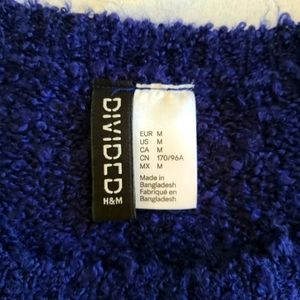 DIVIDED
H&M
EUR M
US M
CA M
CN 170/96A
MX M
Made in
Bangladesh
Fabriqué en
Bangladesh